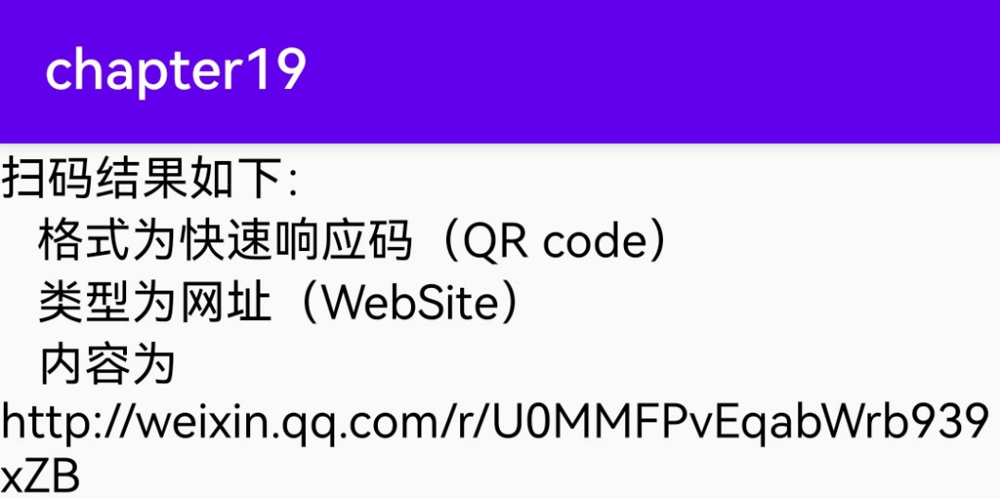 chapter19
扫码结果如下：
格式为快速响应码（QR code）
类型为网址（WebSite）
内容为
http://weixin.qq.com/r/U0MMFPvEqabWrb939
xZB